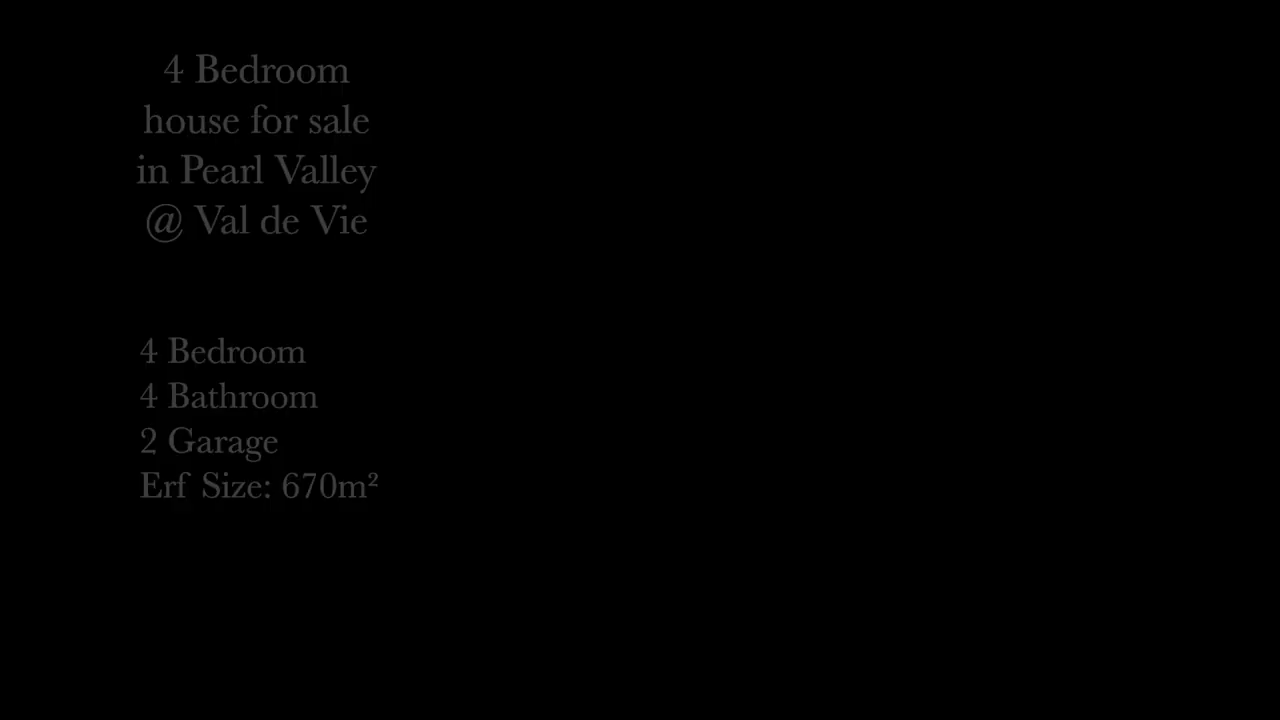 4 Bedroom
house for sale
in Pearl Valley
@ Val de Vie
4 Bedroom
4 Bathroom
2 Garage
Erf Size: 670m²